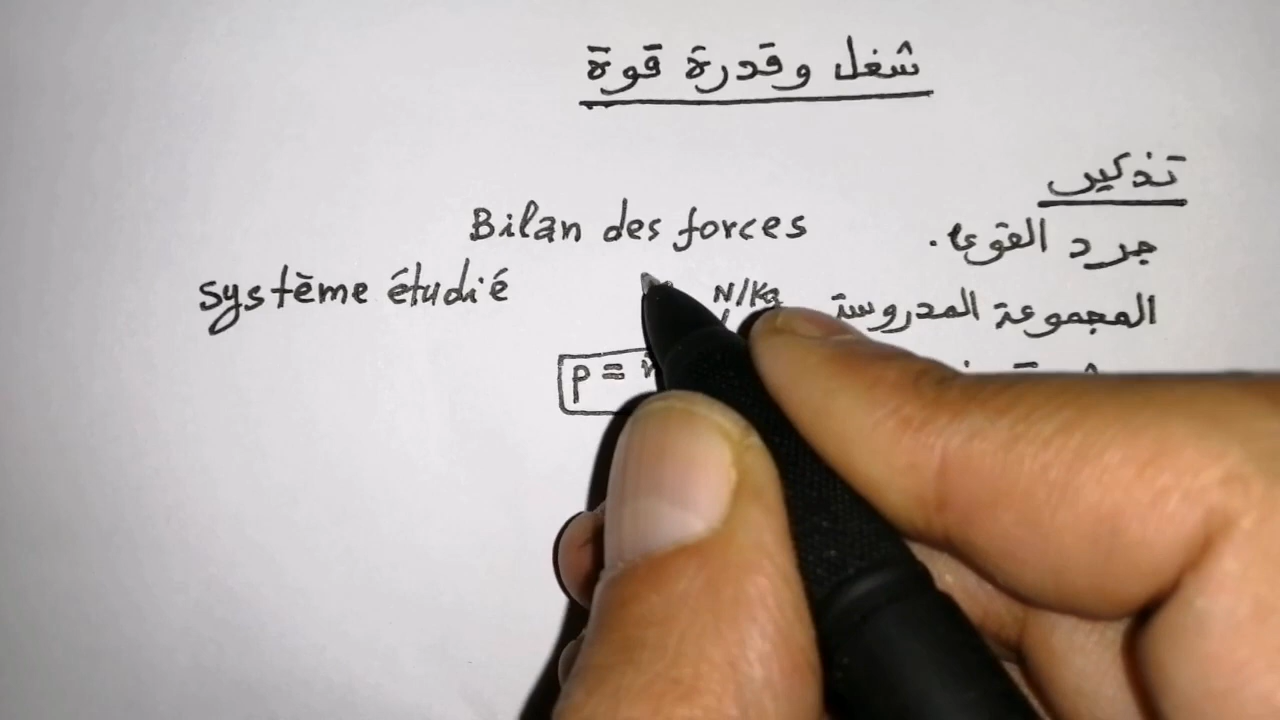 شغل وقدرة قوة
تذكير
جرد القوى. Bilan des forces
المجموعة المدروسة système étudié
N/Kg
P =